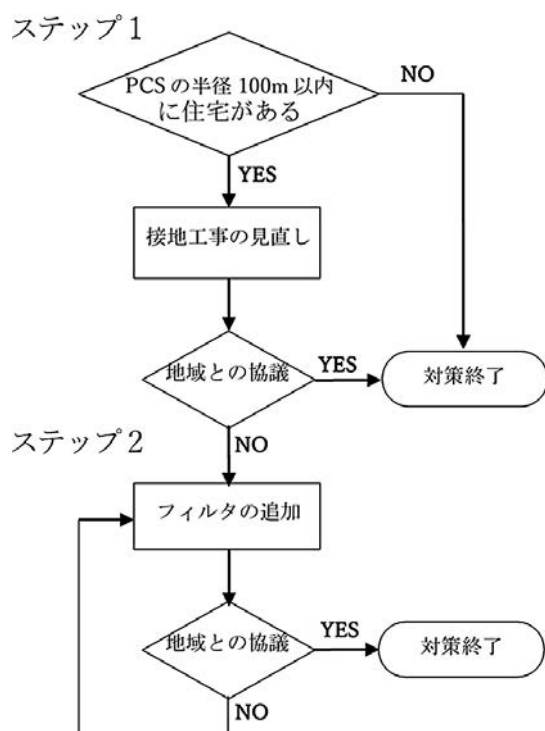 ステップ1
PCSの半径100m以内
に住宅がある
NO
YES
接地工事の見直し
地域との協議
YES
対策終了
ステップ2
NO
フィルタの追加
地域との協議
YES
対策終了
NO